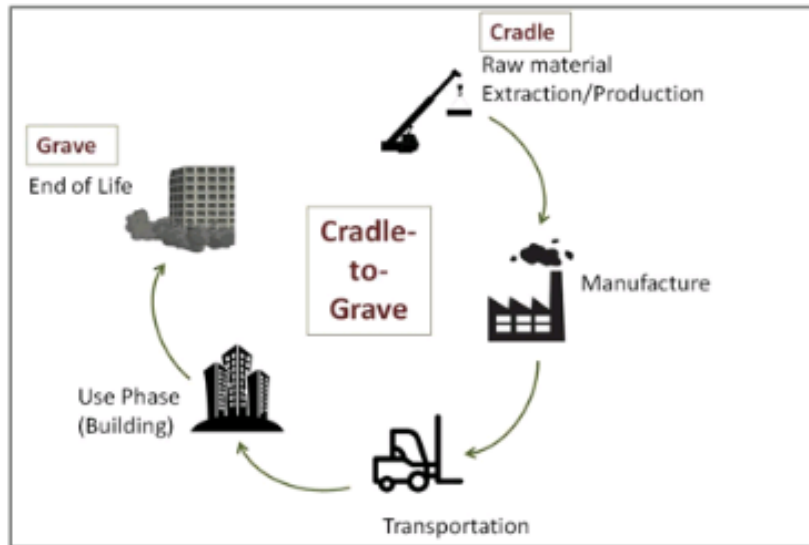 Cradle
Raw material
Extraction/Production
Manufacture
Transportation
Use Phase
(Building)
Grave
End of Life
Cradle-
to-
Grave